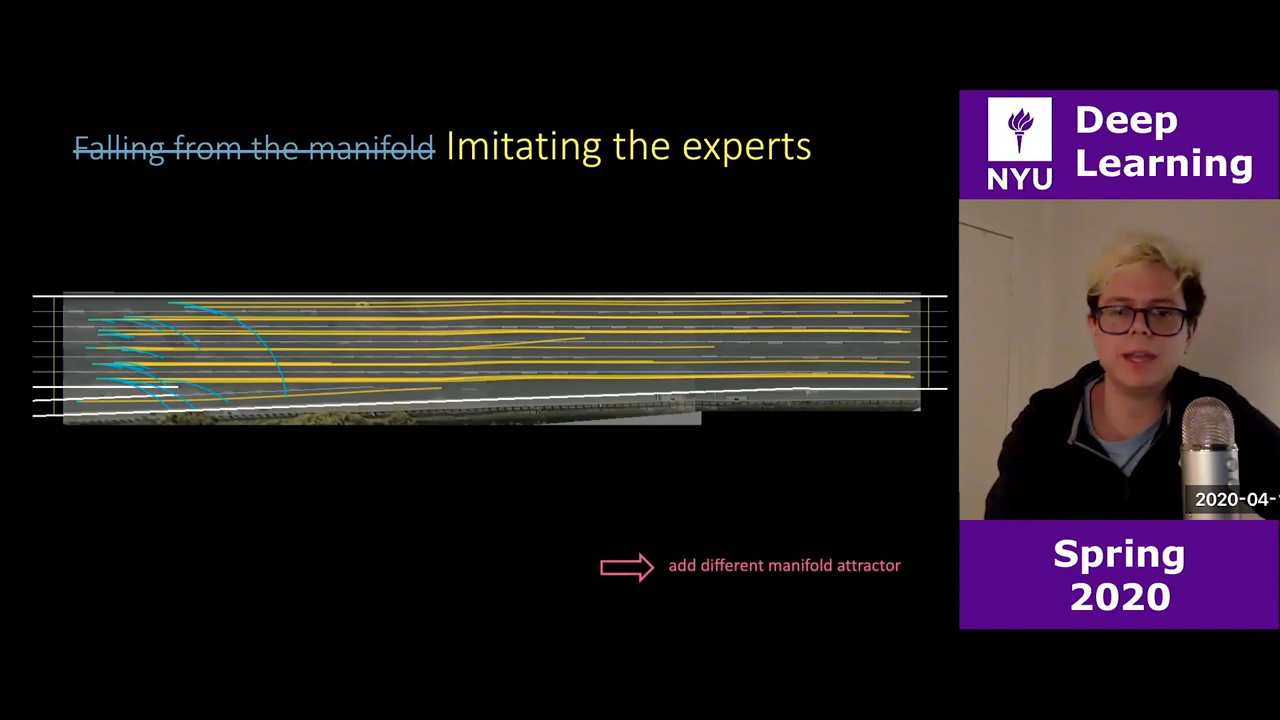 Falling from the manifold Imitating the experts
add different manifold attractor
NYU
Deep
Learning
2020-04-
Spring
2020